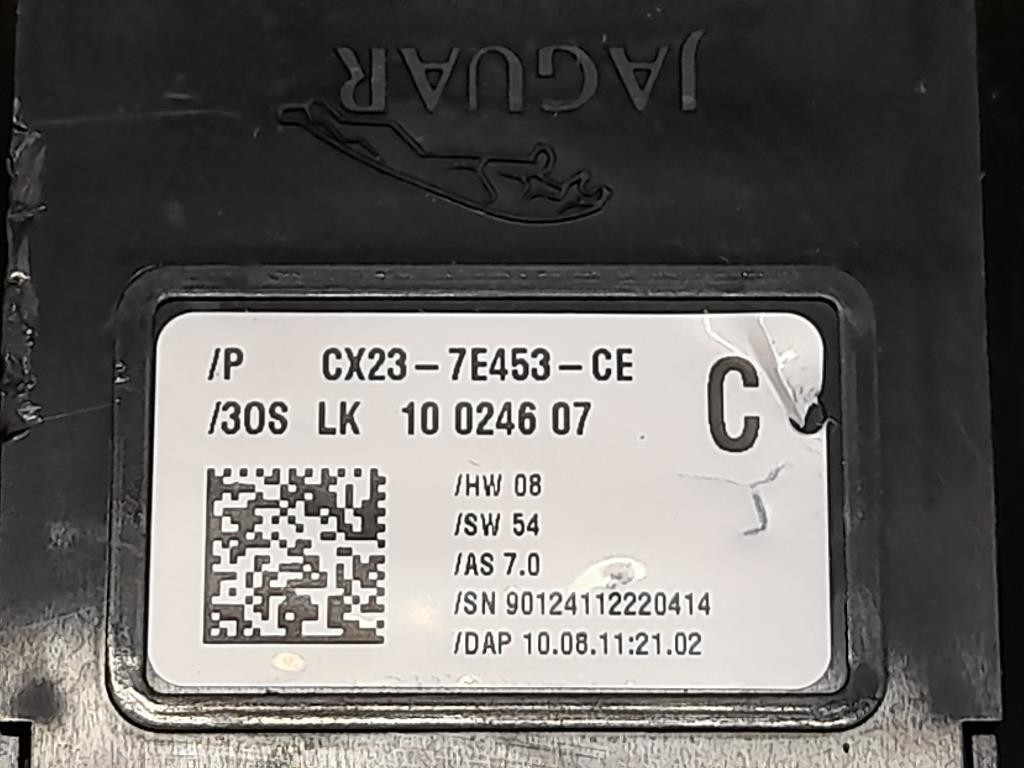 JAGUAR
/P CX23-7E453-CE
/3OS LK 10 0246 07
C
/HW 08
/SW 54
/AS 7.0
/SN 90124112220414
/DAP 10.08.11:21.02